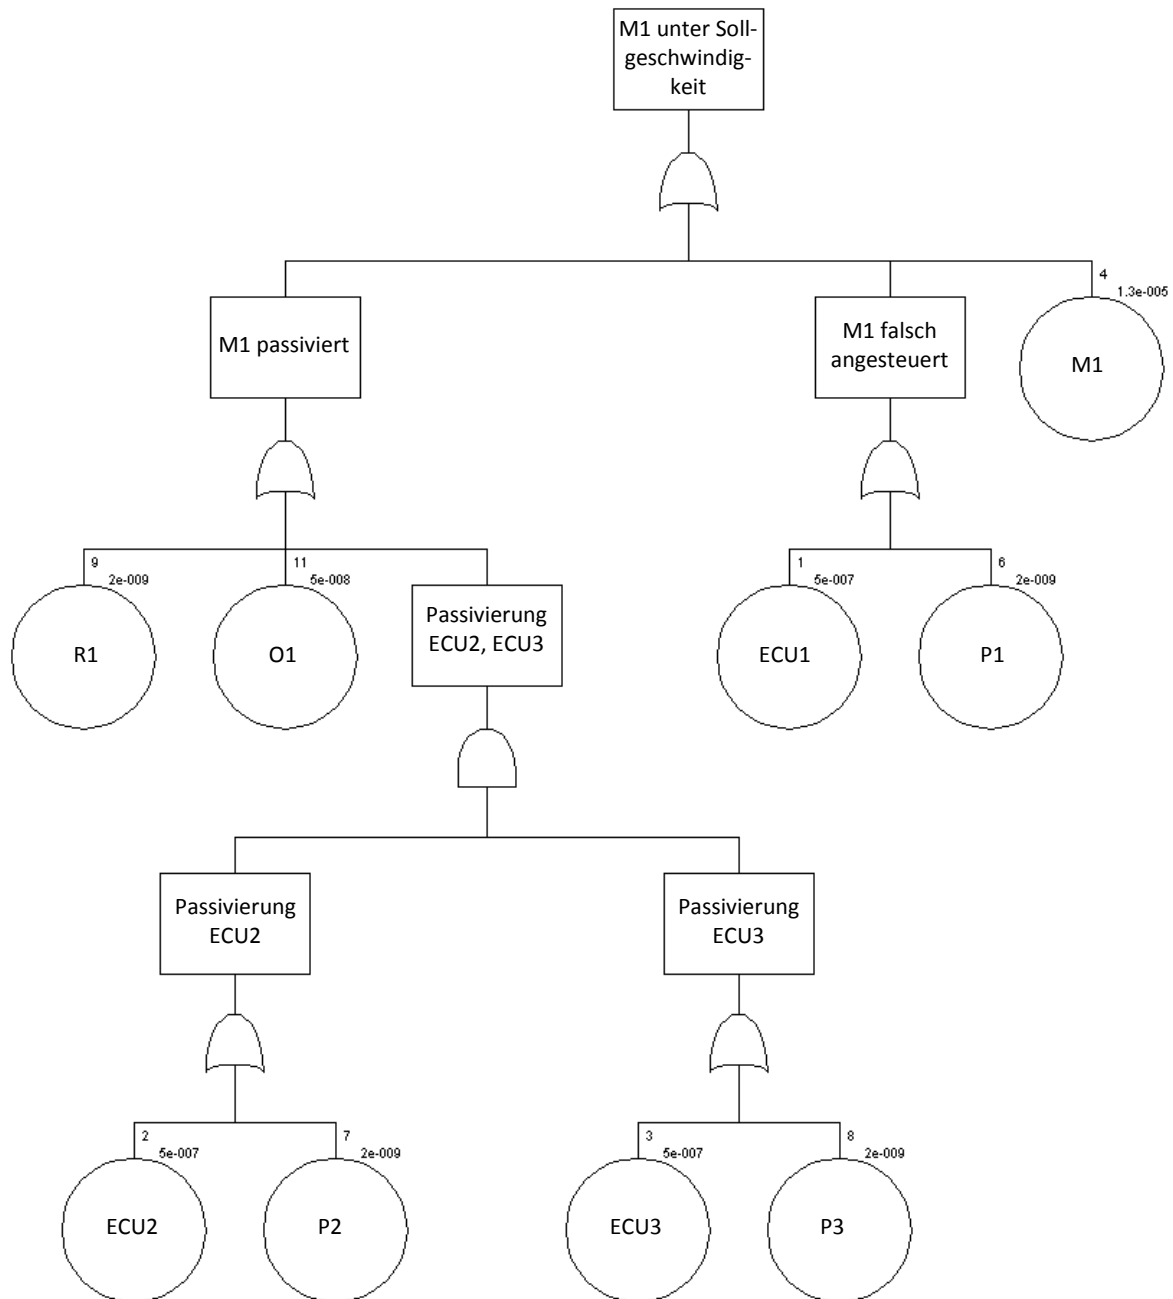 M1 unter Soll-
geschwindig-
keit
4
1.3e-005
M1 passiviert
M1 falsch
angesteuert
M1
9
2e-009
11
5e-008
1
5e-007
6
2e-009
R1
O1
Passivierung
ECU2, ECU3
ECU1
P1
Passivierung
ECU2
Passivierung
ECU3
2
5e-007
7
2e-009
3
5e-007
8
2e-009
ECU2
P2
ECU3
P3